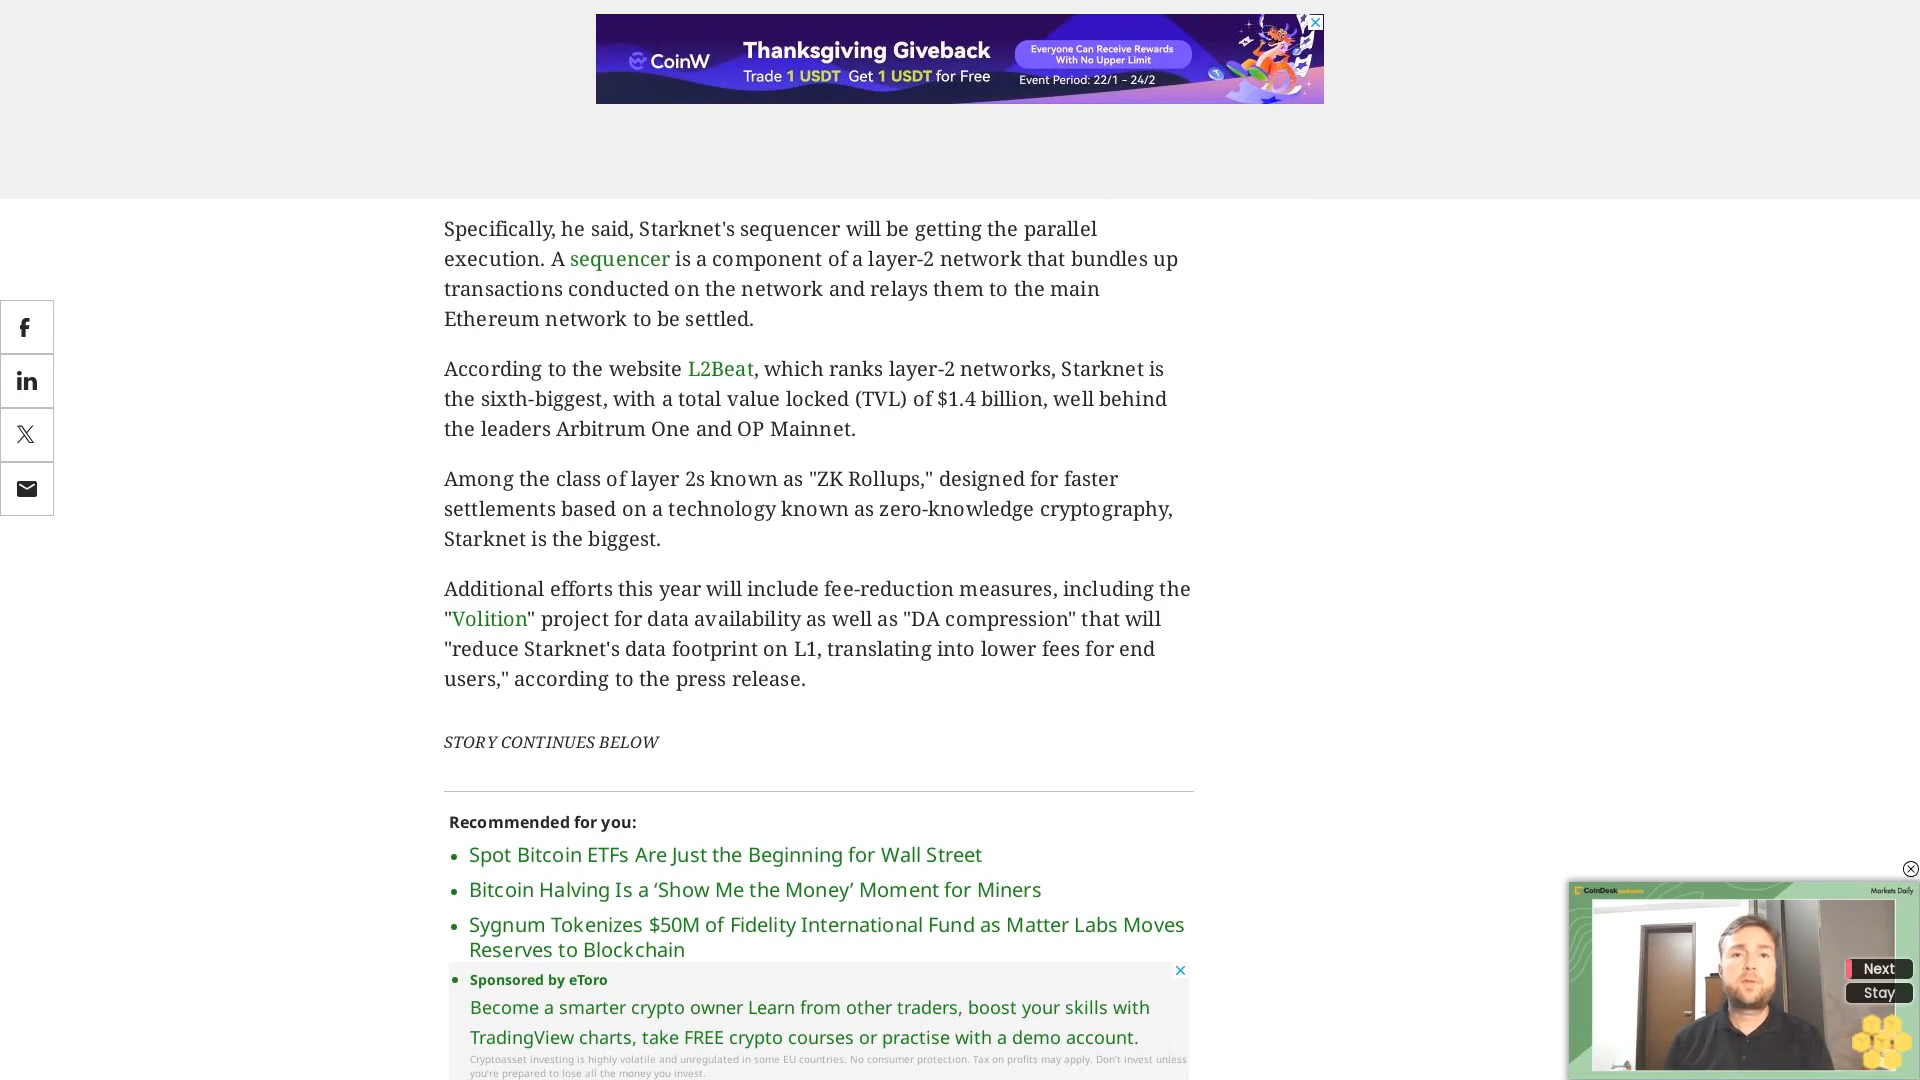 CoinW
Thanksgiving Giveback
Trade 1 USDT Get 1 USDT for Free
Everyone Can Receive Rewards
With No Upper Limit
Event Period: 22/1 – 24/2
Specifically, he said, Starknet's sequencer will be getting the parallel
execution. A sequencer is a component of a layer-2 network that bundles up
transactions conducted on the network and relays them to the main
Ethereum network to be settled.
According to the website L2Beat, which ranks layer-2 networks, Starknet is
the sixth-biggest, with a total value locked (TVL) of $1.4 billion, well behind
the leaders Arbitrum One and OP Mainnet.
Among the class of layer 2s known as "ZK Rollups," designed for faster
settlements based on a technology known as zero-knowledge cryptography,
Starknet is the biggest.
Additional efforts this year will include fee-reduction measures, including the
"Volition" project for data availability as well as "DA compression" that will
"reduce Starknet's data footprint on L1, translating into lower fees for end
users," according to the press release.
STORY CONTINUES BELOW
Recommended for you:
• Spot Bitcoin ETFs Are Just the Beginning for Wall Street
• Bitcoin Halving Is a ‘Show Me the Money’ Moment for Miners
• Sygnum Tokenizes $50M of Fidelity International Fund as Matter Labs Moves
Reserves to Blockchain
• Sponsored by eToro
Become a smarter crypto owner Learn from other traders, boost your skills with
TradingView charts, take FREE crypto courses or practise with a demo account.
Cryptoasset investing is highly volatile and unregulated in some EU countries. No consumer protection. Tax on profits may apply. Don’t invest unless
you’re prepared to lose all the money you invest.
CoinDesk podcasts
Markets Daily
Next
Stay